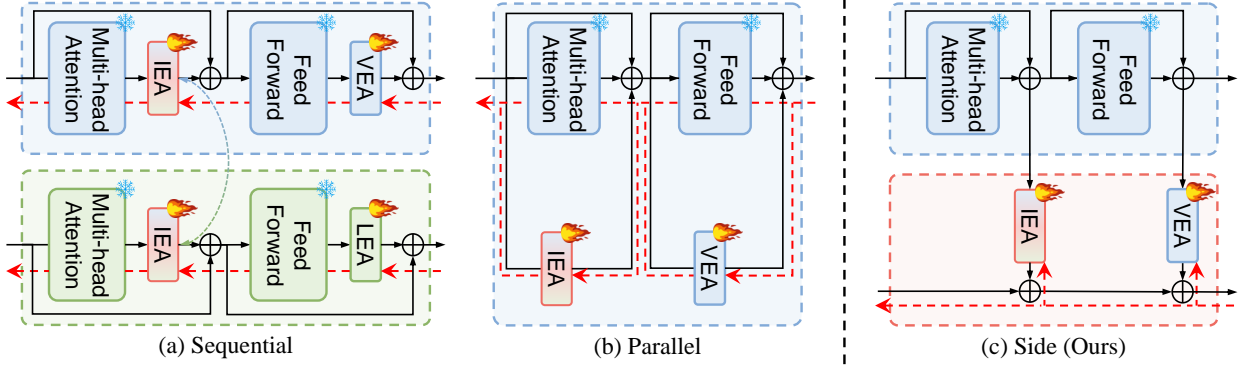 Multi-head
Attention
IEA
Feed
Forward
VEA
Multi-head
Attention
IEA
Feed
Forward
LEA
(a) Sequential
Multi-head
Attention
Feed
Forward
IEA
VEA
(b) Parallel
Multi-head
Attention
Feed
Forward
IEA
VEA
(c) Side (Ours)